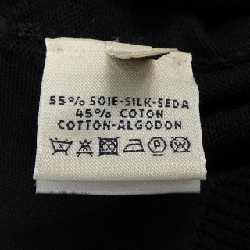 55% SOIE-SILK-SEDA
45% COTON
COTTON-ALGODON